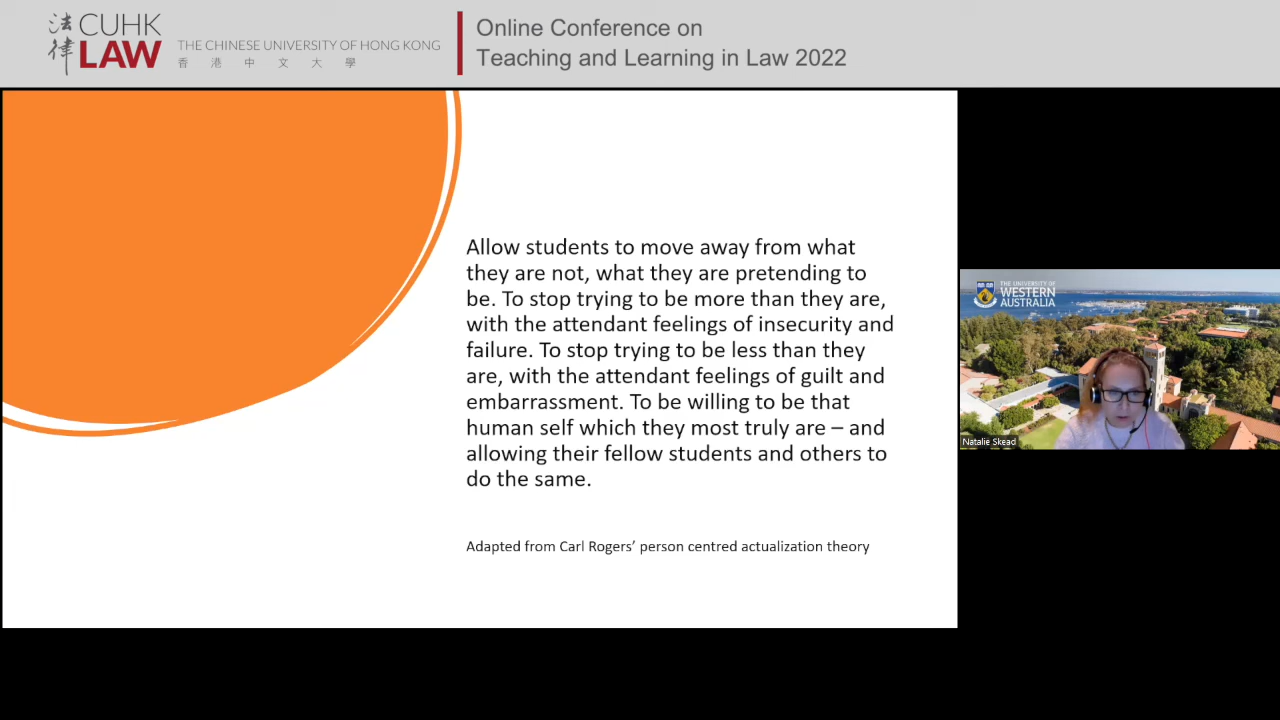 法律
CUHK
LAW
THE CHINESE UNIVERSITY OF HONG KONG
香港中文大學
Online Conference on
Teaching and Learning in Law 2022
Allow students to move away from what
they are not, what they are pretending to
be. To stop trying to be more than they are,
with the attendant feelings of insecurity and
failure. To stop trying to be less than they
are, with the attendant feelings of guilt and
embarrassment. To be willing to be that
human self which they most truly are – and
allowing their fellow students and others to
do the same.
Adapted from Carl Rogers’ person centred actualization theory
THE UNIVERSITY OF
WESTERN
AUSTRALIA
Natalie Skead